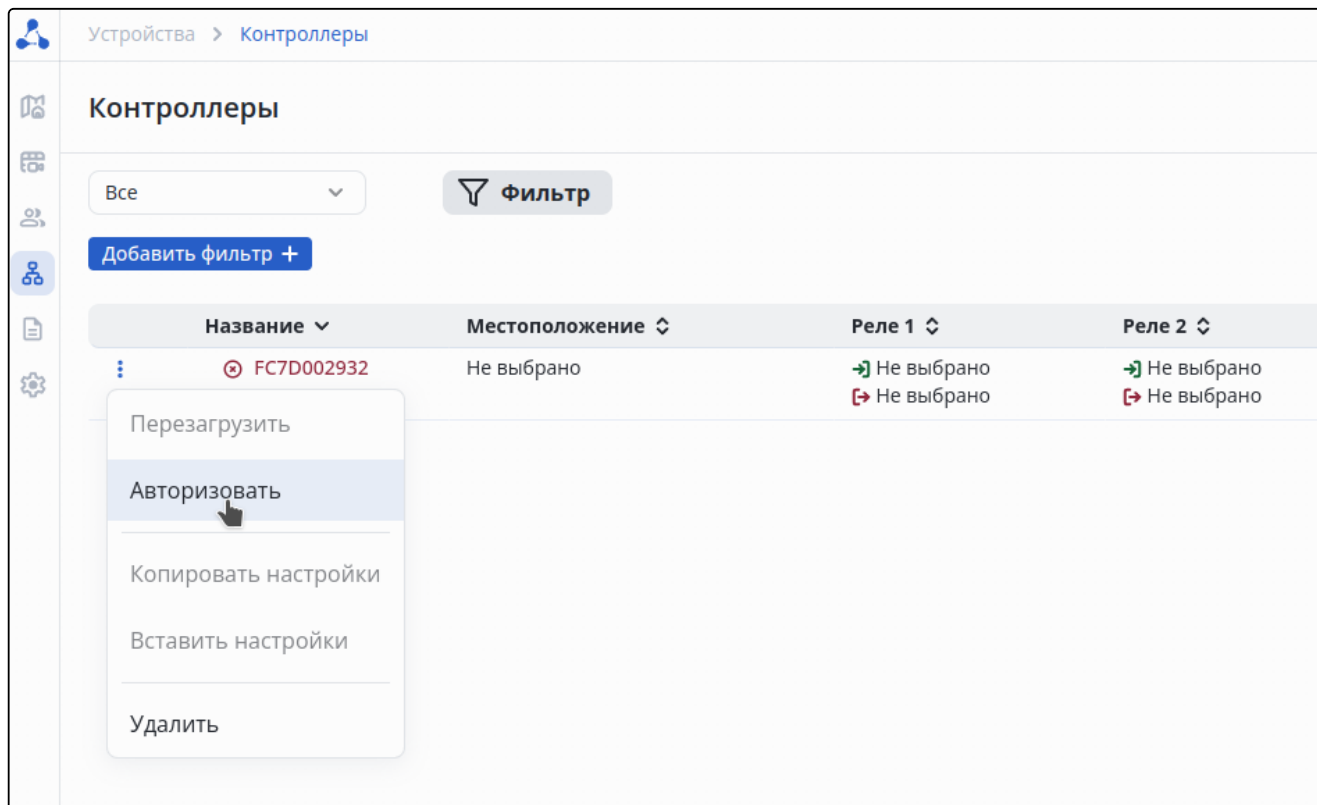 Устройства > Контроллеры
Контроллеры
Все Фильтр
Добавить фильтр +
Название Местоположение Реле 1 Реле 2
FC7D002932 Не выбрано Не выбрано Не выбрано
Не выбрано Не выбрано
Перезагрузить
Авторизовать
Копировать настройки
Вставить настройки
Удалить